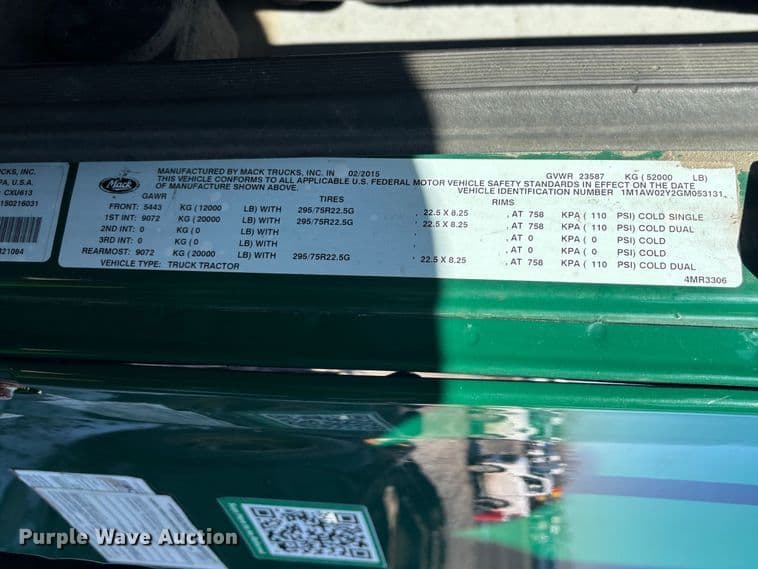 RUCKS, INC.
PA, U.S.A.
CXU613
150216031
21084
Mack
MANUFACTURED BY MACK TRUCKS, INC. IN 02/2015
GVWR 23587 KG ( 52000 LB)
THIS VEHICLE CONFORMS TO ALL APPLICABLE U.S. FEDERAL MOTOR VEHICLE SAFETY STANDARDS IN EFFECT ON THE DATE
OF MANUFACTURE SHOWN ABOVE.
VEHICLE IDENTIFICATION NUMBER 1M1AW02Y2GM053131
GAWR TIRES RIMS
FRONT: 5443 KG (12000 LB) WITH 295/75R22.5G . 22.5 X 8.25 . AT 758 KPA ( 110 PSI) COLD SINGLE
1ST INT: 9072 KG (20000 LB) WITH 295/75R22.5G . 22.5 X 8.25 . AT 758 KPA ( 110 PSI) COLD DUAL
2ND INT: 0 KG ( 0 LB) WITH . . AT 0 KPA ( 0 PSI) COLD
3RD INT: 0 KG ( 0 LB) WITH . . AT 0 KPA ( 0 PSI) COLD
REARMOST: 9072 KG (20000 LB) WITH 295/75R22.5G . 22.5 X 8.25 . AT 758 KPA ( 110 PSI) COLD DUAL
VEHICLE TYPE: TRUCK TRACTOR
4MR3306
Purple Wave Auction